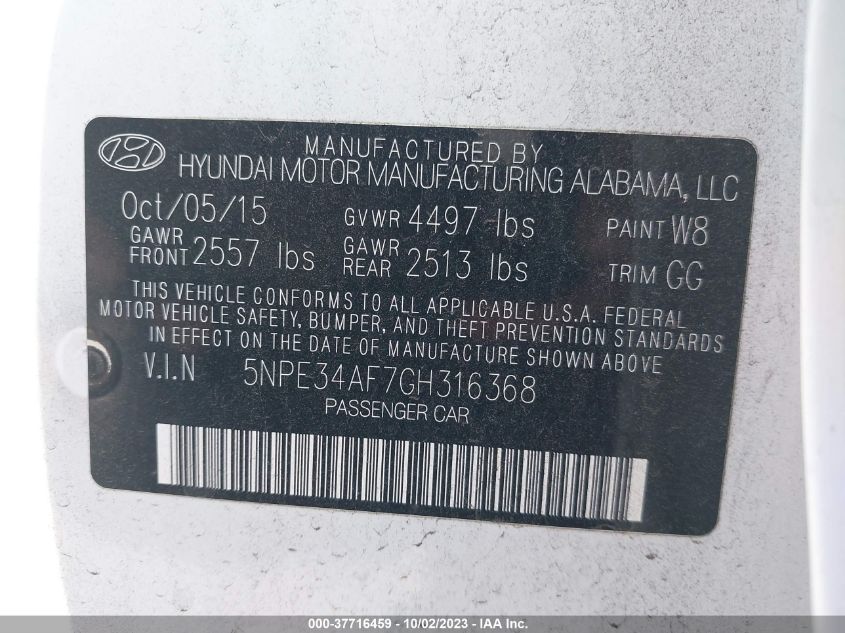 MANUFACTURED BY
HYUNDAI MOTOR MANUFACTURING ALABAMA, LLC
Oct/05/15 GVWR 4497 lbs PAINT W8
GAWR FRONT 2557 lbs GAWR REAR 2513 lbs TRIM GG
THIS VEHICLE CONFORMS TO ALL APPLICABLE U.S.A. FEDERAL
MOTOR VEHICLE SAFETY, BUMPER, AND THEFT PREVENTION STANDARDS
IN EFFECT ON THE DATE OF MANUFACTURE SHOWN ABOVE
V.I.N 5NPE34AF7GH316368
PASSENGER CAR
000-37716459 - 10/02/2023 - IAA Inc.